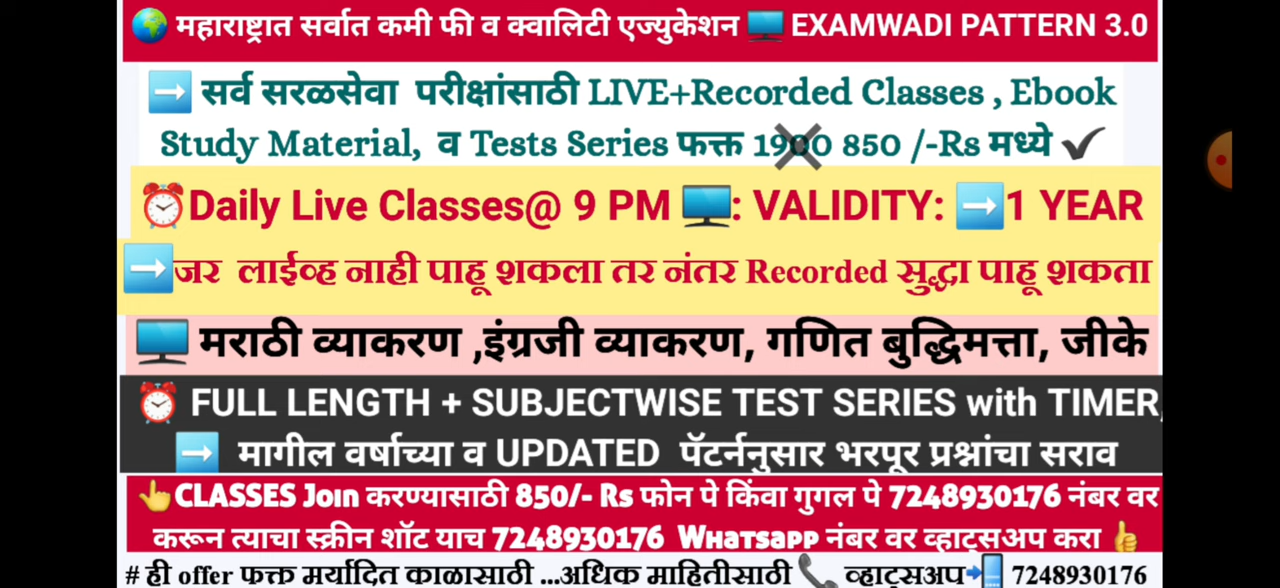 महाराष्ट्रात सर्वात कमी फी व क्वालिटी एज्युकेशन EXAMWADI PATTERN 3.0
सर्व सरळसेवा परीक्षांसाठी LIVE+Recorded Classes , Ebook
Study Material, व Tests Series फक्त 1900 850 /-Rs मध्ये
Daily Live Classes@ 9 PM : VALIDITY: 1 YEAR
जर लाईव्ह नाही पाहू शकला तर नंतर Recorded सुद्धा पाहू शकता
मराठी व्याकरण ,इंग्रजी व्याकरण, गणित बुद्धिमत्ता, जीके
FULL LENGTH + SUBJECTWISE TEST SERIES with TIMER,
मागील वर्षाच्या व UPDATED पॅटर्ननुसार भरपूर प्रश्नांचा सराव
CLASSES Join करण्यासाठी 850/- Rs फोन पे किंवा गुगल पे 7248930176 नंबर वर
करून त्याचा स्क्रीन शॉट याच 7248930176 WHATSAPP नंबर वर व्हाट्सअप करा
# ही offer फक्त मर्यादित काळासाठी ...अधिक माहितीसाठी व्हाट्सअप 7248930176